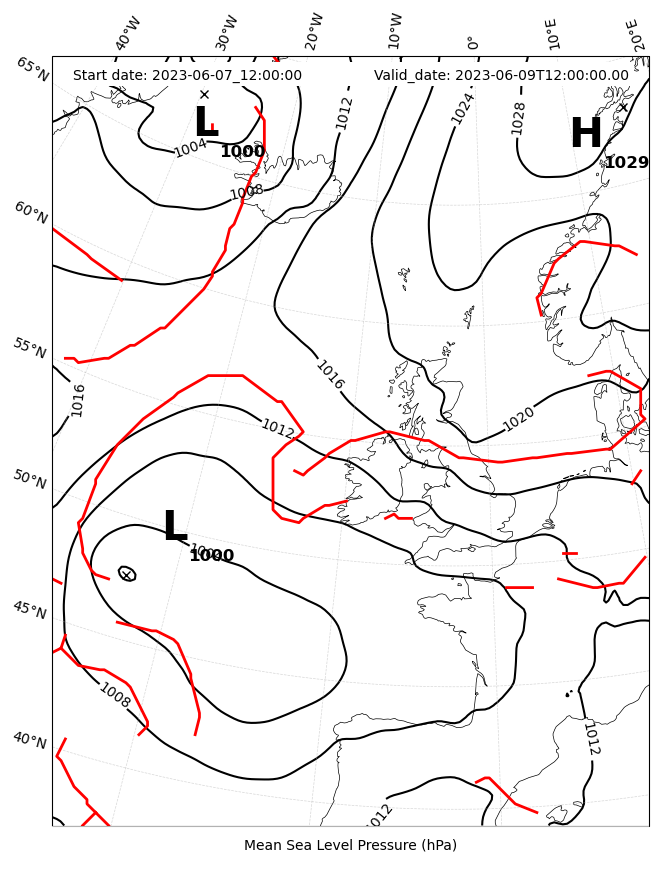 40°W 30°W 20°W 10°W 0° 10°E 20°E
65°N
Start date: 2023-06-07_12:00:00 Valid_date: 2023-06-09T12:00:00.00
1012
1024
1028
L
1000
H
1029
1004
1008
60°N
55°N
1016
1016
1012
1020
50°N
L
1000
45°N
1008
40°N
1012
1012
Mean Sea Level Pressure (hPa)